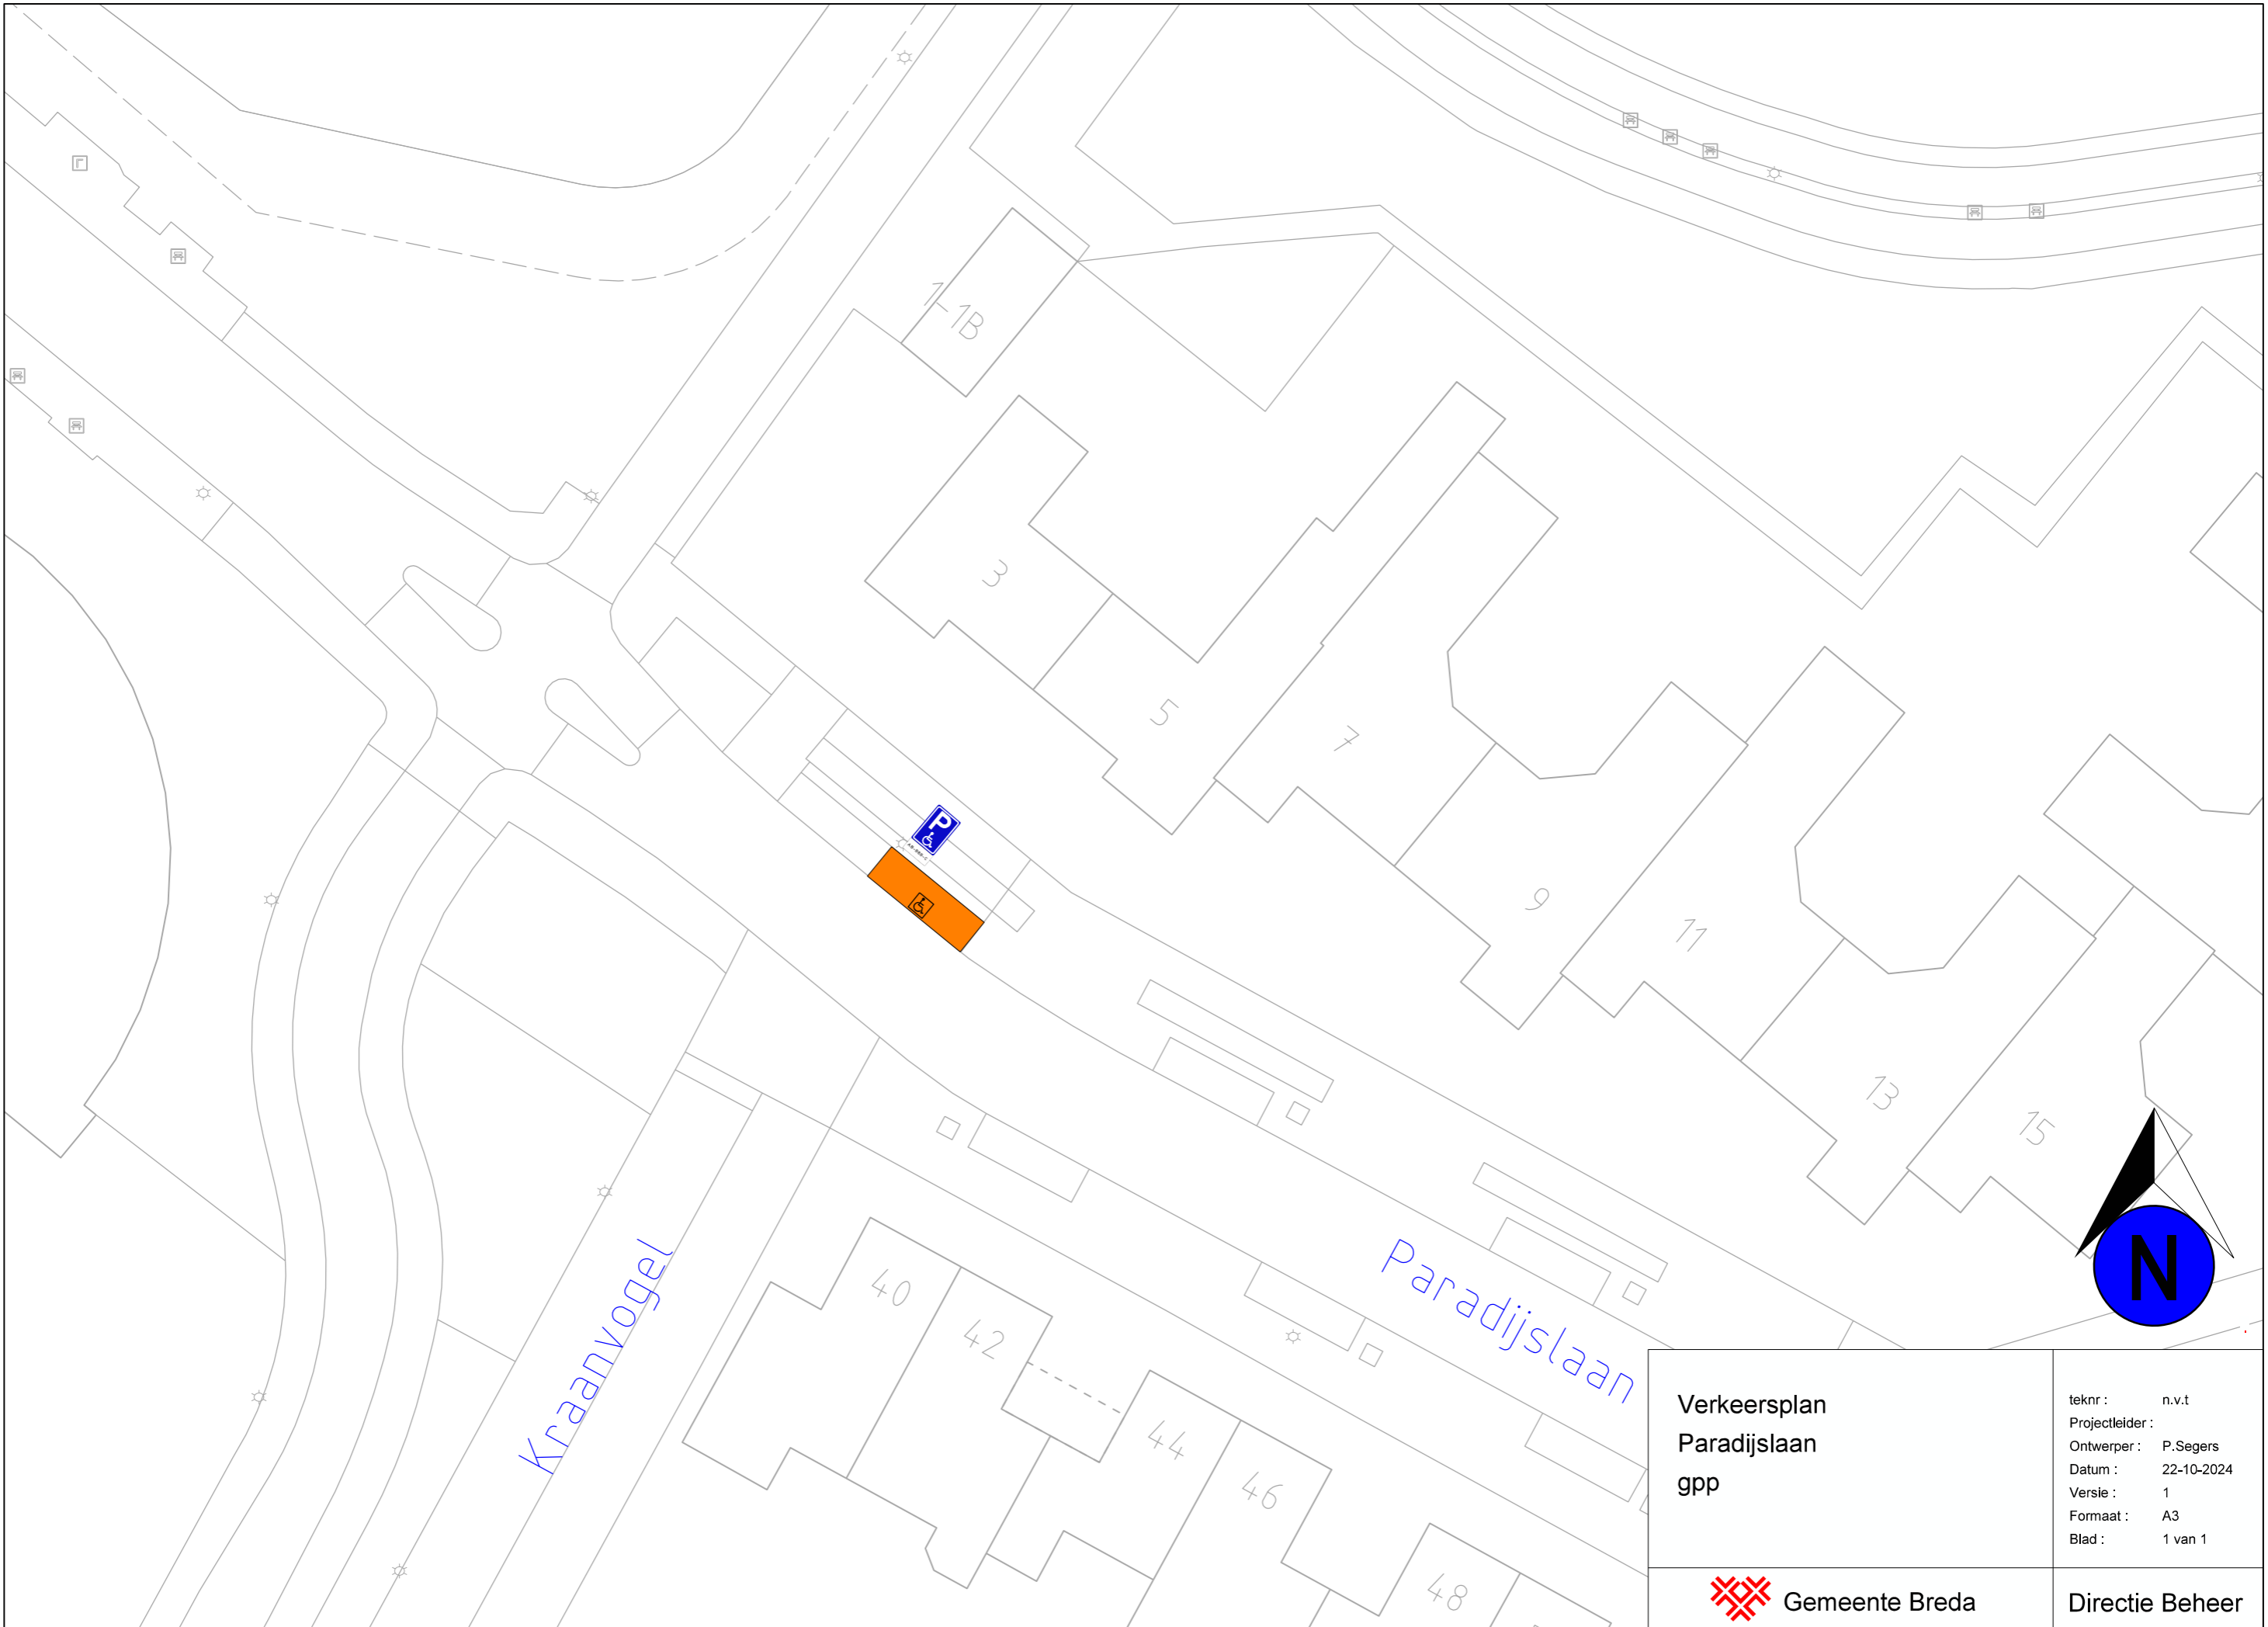 1-1B
3
5
7
9
11
13
15
P
40
42
44
46
48
Kraanvogel
Paradijslaan
N
Verkeersplan
Paradijslaan
gpp
teknr : n.v.t
Projectleider :
Ontwerper : P.Segers
Datum : 22-10-2024
Versie : 1
Formaat : A3
Blad : 1 van 1
Gemeente Breda
Directie Beheer